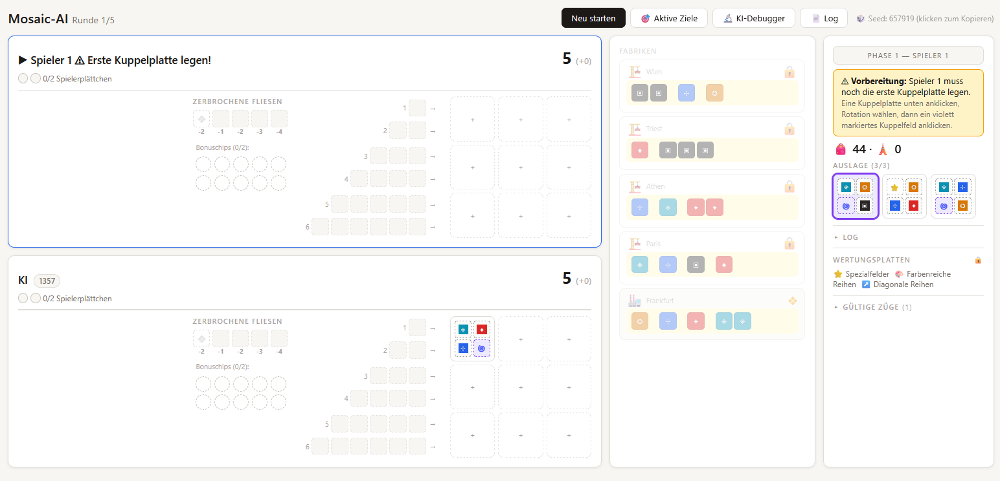 Mosaic-AI Runde 1/5
Neu starten
🎯 Aktive Ziele
🔬 KI-Debugger
📄 Log
🎲 Seed: 657919 (klicken zum Kopieren)
▶ Spieler 1 ⚠ Erste Kuppelplatte legen!
5 (+0)
0/2 Spielerplättchen
ZERBROCHENE FLIESEN
-2 -1 -2 -3 -4
Bonuschips (0/2):
1 →
2 →
3 →
4 →
5 →
6 →
+ + +
+ + +
+ + +
KI 1357
5 (+0)
0/2 Spielerplättchen
ZERBROCHENE FLIESEN
-2 -1 -2 -3 -4
Bonuschips (0/2):
1 →
2 →
3 →
4 →
5 →
6 →
+ +
+ + +
+ + +
FABRIKEN
Wien
Triest
Athen
Paris
Frankfurt
PHASE 1 — SPIELER 1
⚠ Vorbereitung: Spieler 1 muss
noch die erste Kuppelplatte legen.
Eine Kuppelplatte unten anklicken,
Rotation wählen, dann ein violett
markiertes Kuppelfeld anklicken.
44 · 0
AUSLAGE (3/3)
▸ LOG
WERTUNGSPLATTEN
⭐ Spezialfelder 🎨 Farbenreiche
Reihen ↗ Diagonale Reihen
▸ GÜLTIGE ZÜGE (1)